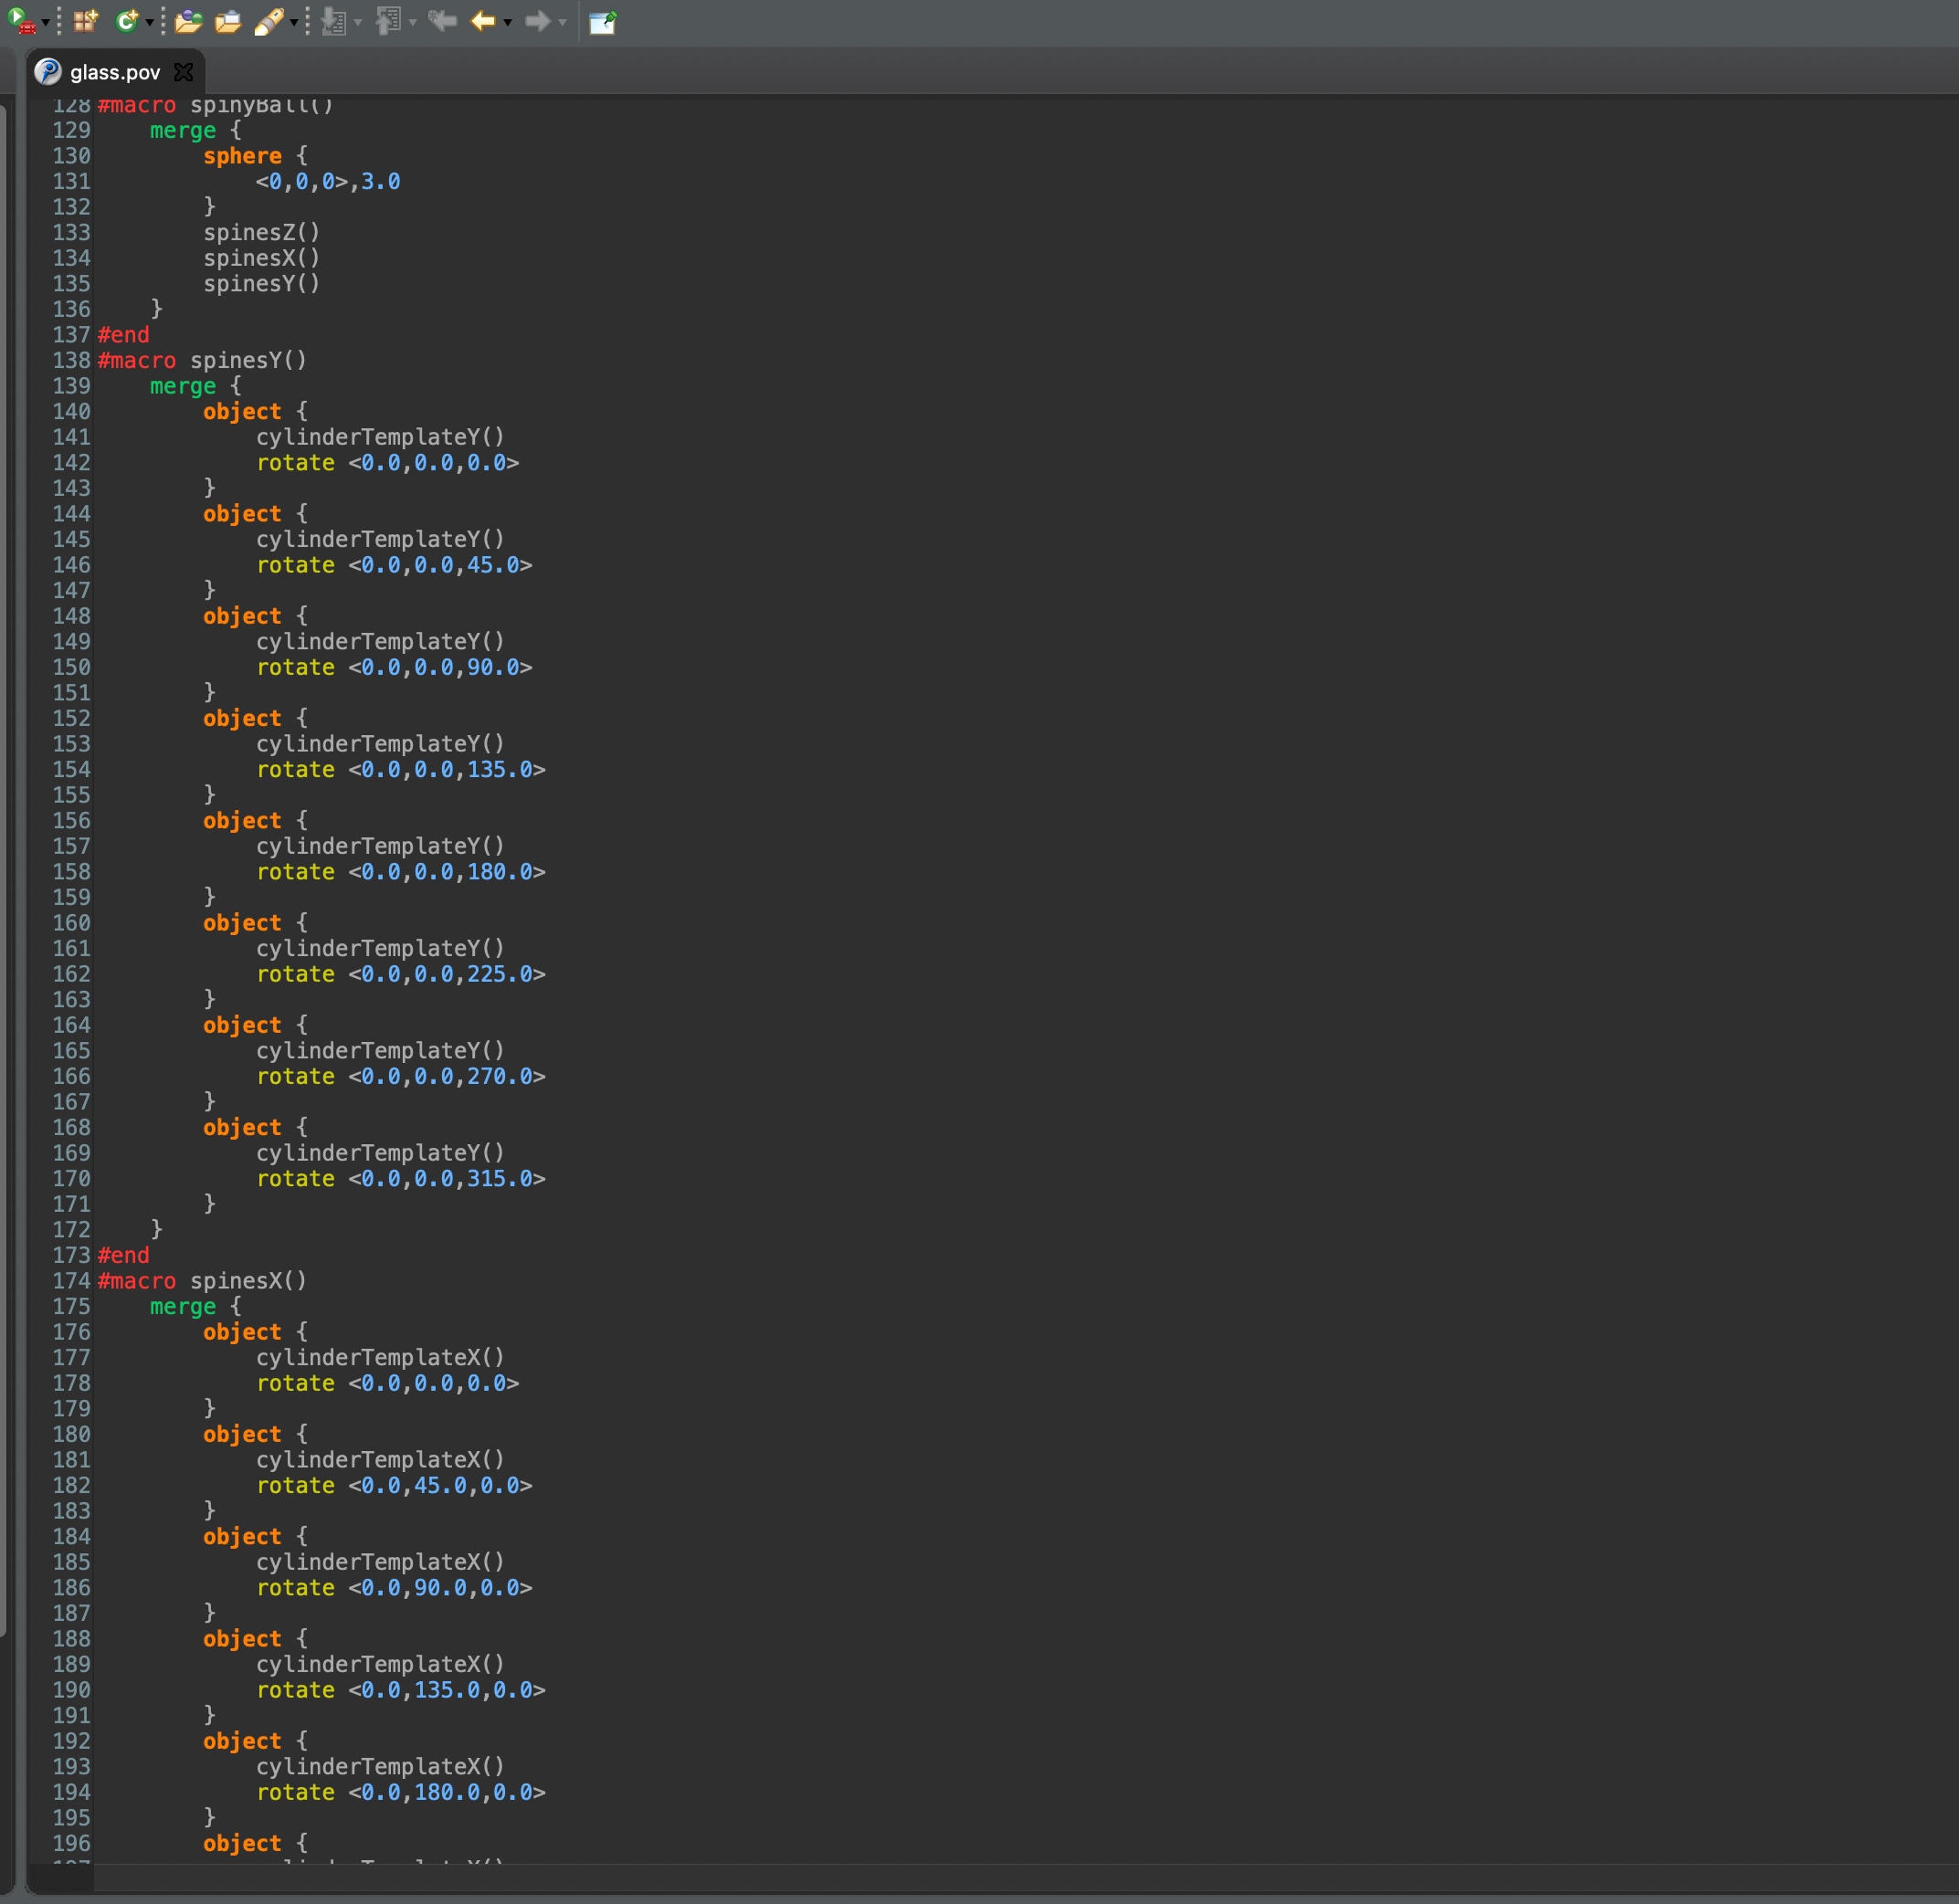 glass.pov
128 #macro spinyBall()
129     merge {
130         sphere {
131             <0,0,0>,3.0
132         }
133         spinesZ()
134         spinesX()
135         spinesY()
136     }
137 #end
138 #macro spinesY()
139     merge {
140         object {
141             cylinderTemplateY()
142             rotate <0.0,0.0,0.0>
143         }
144         object {
145             cylinderTemplateY()
146             rotate <0.0,0.0,45.0>
147         }
148         object {
149             cylinderTemplateY()
150             rotate <0.0,0.0,90.0>
151         }
152         object {
153             cylinderTemplateY()
154             rotate <0.0,0.0,135.0>
155         }
156         object {
157             cylinderTemplateY()
158             rotate <0.0,0.0,180.0>
159         }
160         object {
161             cylinderTemplateY()
162             rotate <0.0,0.0,225.0>
163         }
164         object {
165             cylinderTemplateY()
166             rotate <0.0,0.0,270.0>
167         }
168         object {
169             cylinderTemplateY()
170             rotate <0.0,0.0,315.0>
171         }
172     }
173 #end
174 #macro spinesX()
175     merge {
176         object {
177             cylinderTemplateX()
178             rotate <0.0,0.0,0.0>
179         }
180         object {
181             cylinderTemplateX()
182             rotate <0.0,45.0,0.0>
183         }
184         object {
185             cylinderTemplateX()
186             rotate <0.0,90.0,0.0>
187         }
188         object {
189             cylinderTemplateX()
190             rotate <0.0,135.0,0.0>
191         }
192         object {
193             cylinderTemplateX()
194             rotate <0.0,180.0,0.0>
195         }
196         object {